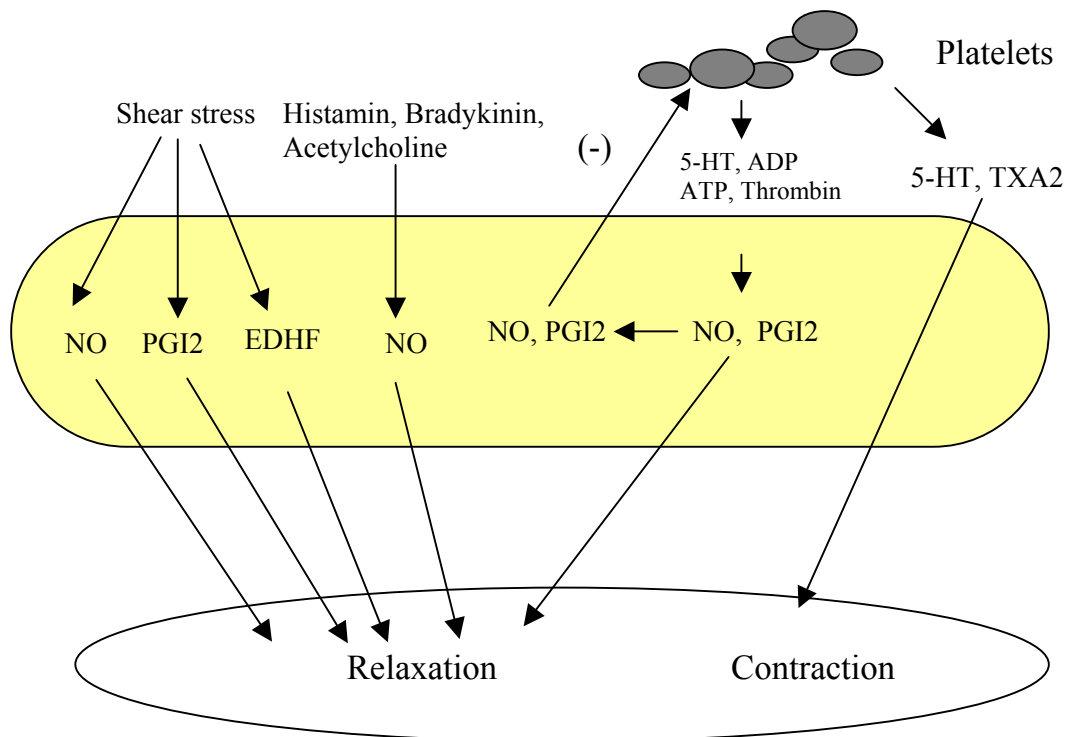 Platelets
Shear stress
Histamin, Bradykinin,
Acetylcholine
(-)
5-HT, ADP
ATP, Thrombin
5-HT, TXA2
NO
PGI2
EDHF
NO
NO, PGI2
NO, PGI2
Relaxation
Contraction